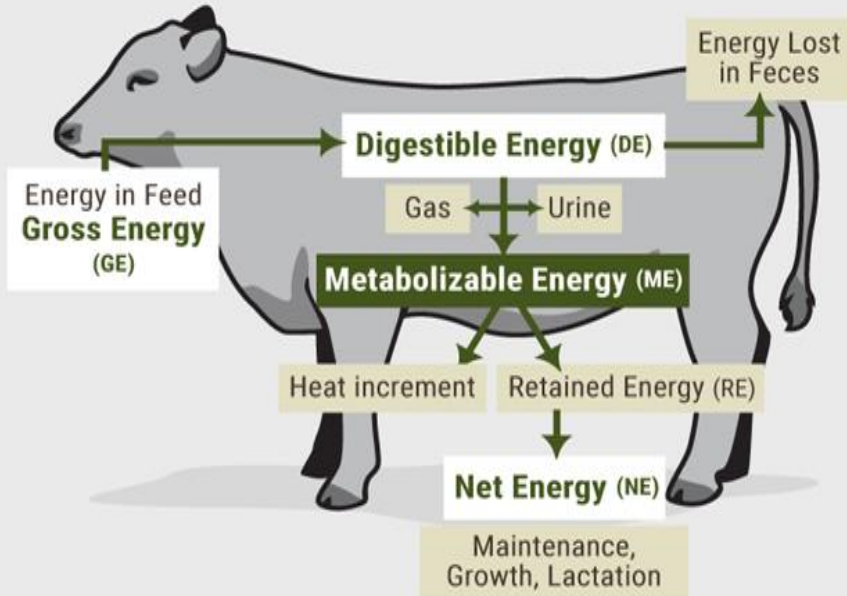 Energy Lost
in Feces
Digestible Energy (DE)
Energy in Feed
Gross Energy
(GE)
Gas
Urine
Metabolizable Energy (ME)
Heat increment
Retained Energy (RE)
Net Energy (NE)
Maintenance,
Growth, Lactation